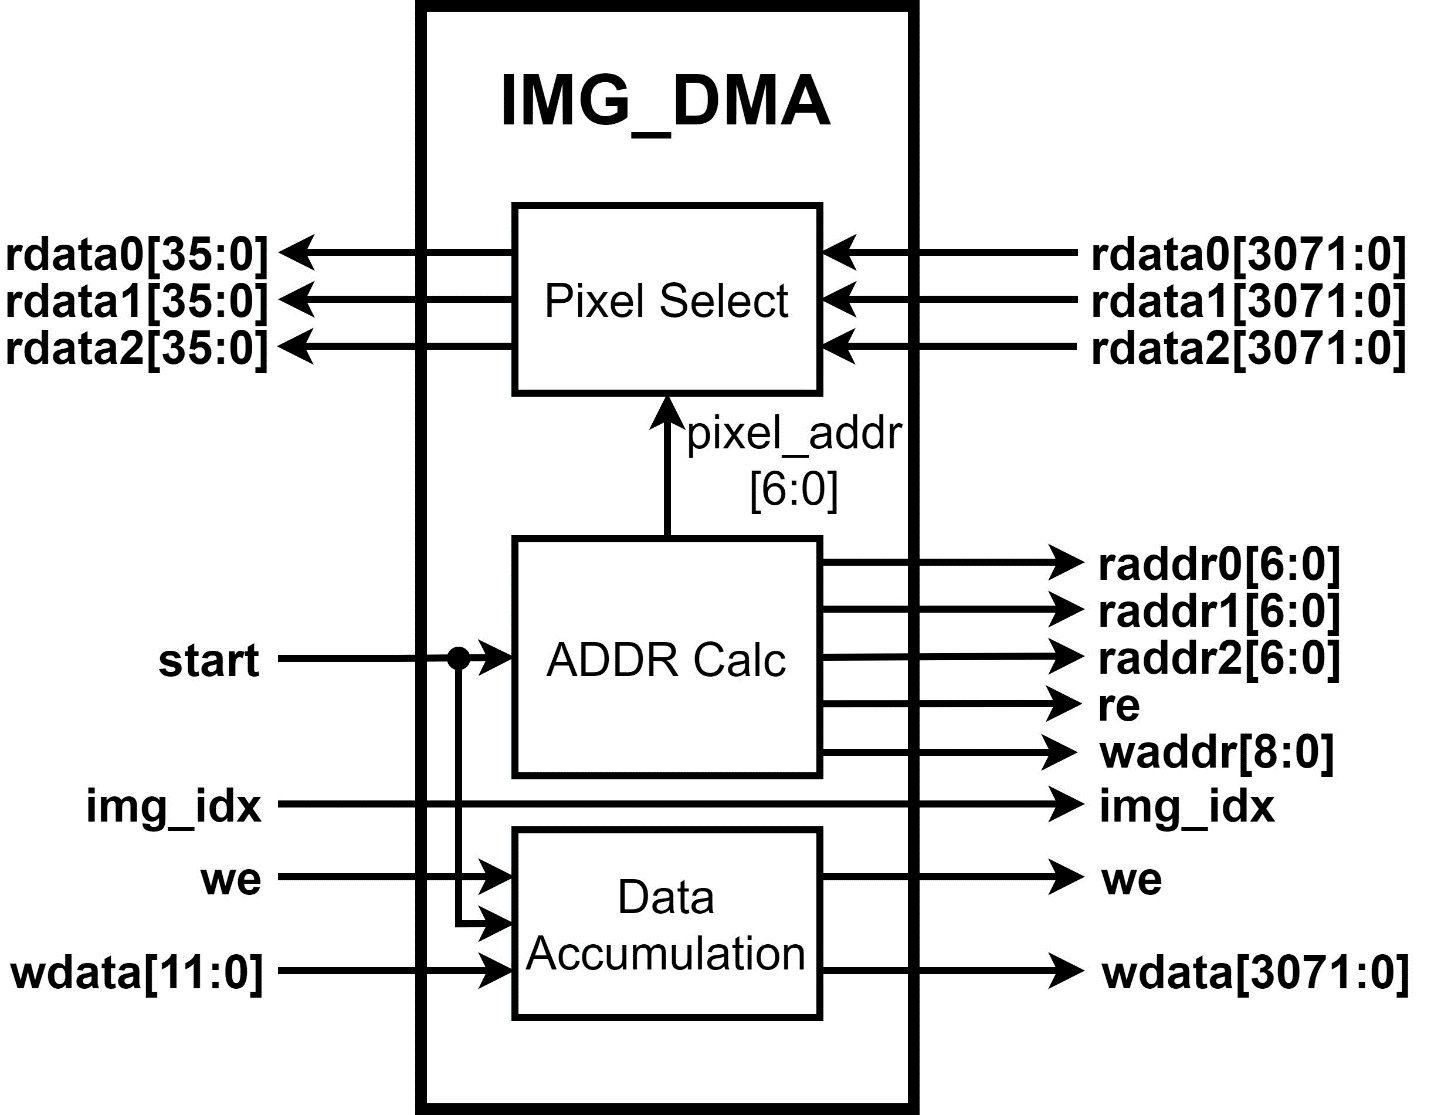 IMG_DMA
rdata0[35:0]
rdata1[35:0]
rdata2[35:0]
Pixel Select
rdata0[3071:0]
rdata1[3071:0]
rdata2[3071:0]
pixel_addr
[6:0]
start
ADDR Calc
raddr0[6:0]
raddr1[6:0]
raddr2[6:0]
re
waddr[8:0]
img_idx
img_idx
we
wdata[11:0]
Data
Accumulation
we
wdata[3071:0]